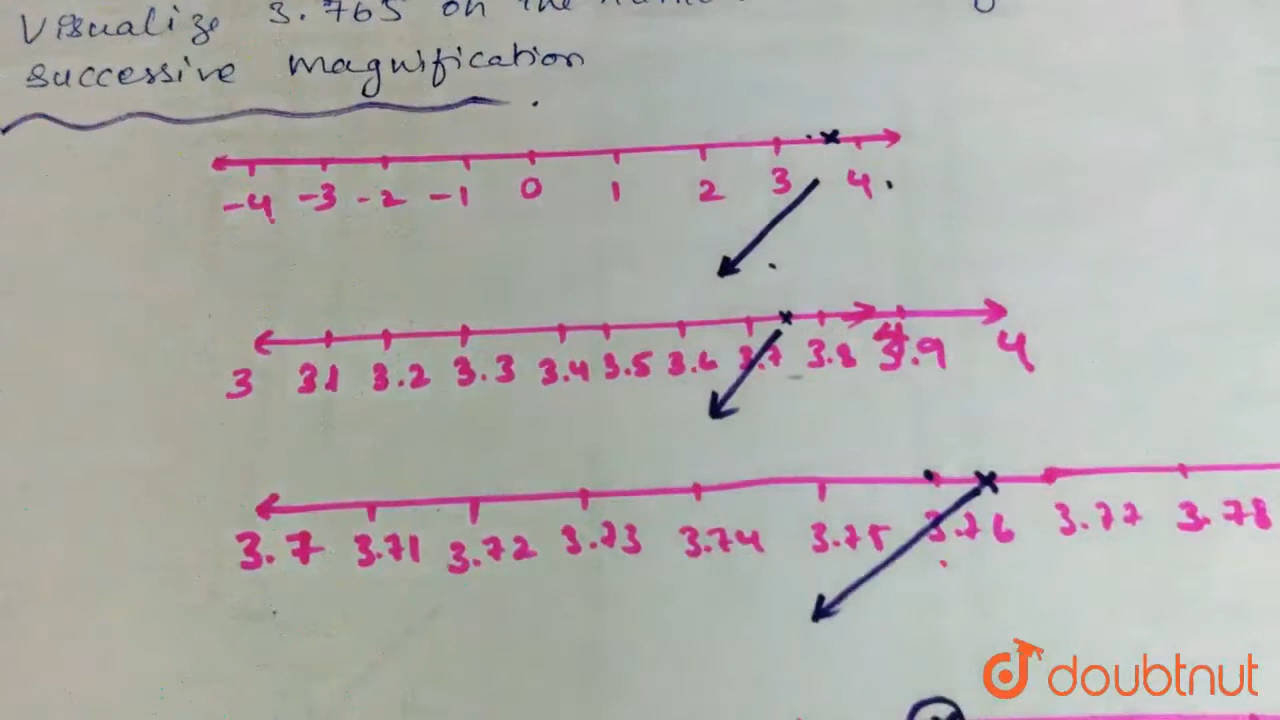 Visualize 3.765 on the
successive magnification
-4 -3 -2 -1 0 1 2 3 4
3 3.1 3.2 3.3 3.4 3.5 3.6 3.7 3.8 3.9 4
3.7 3.71 3.72 3.73 3.74 3.75 3.76 3.77 3.78
doubtnut